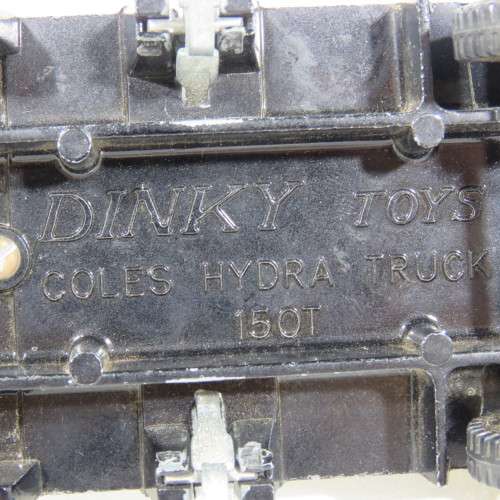 DINKY TOYS
COLES HYDRA TRUCK
150T